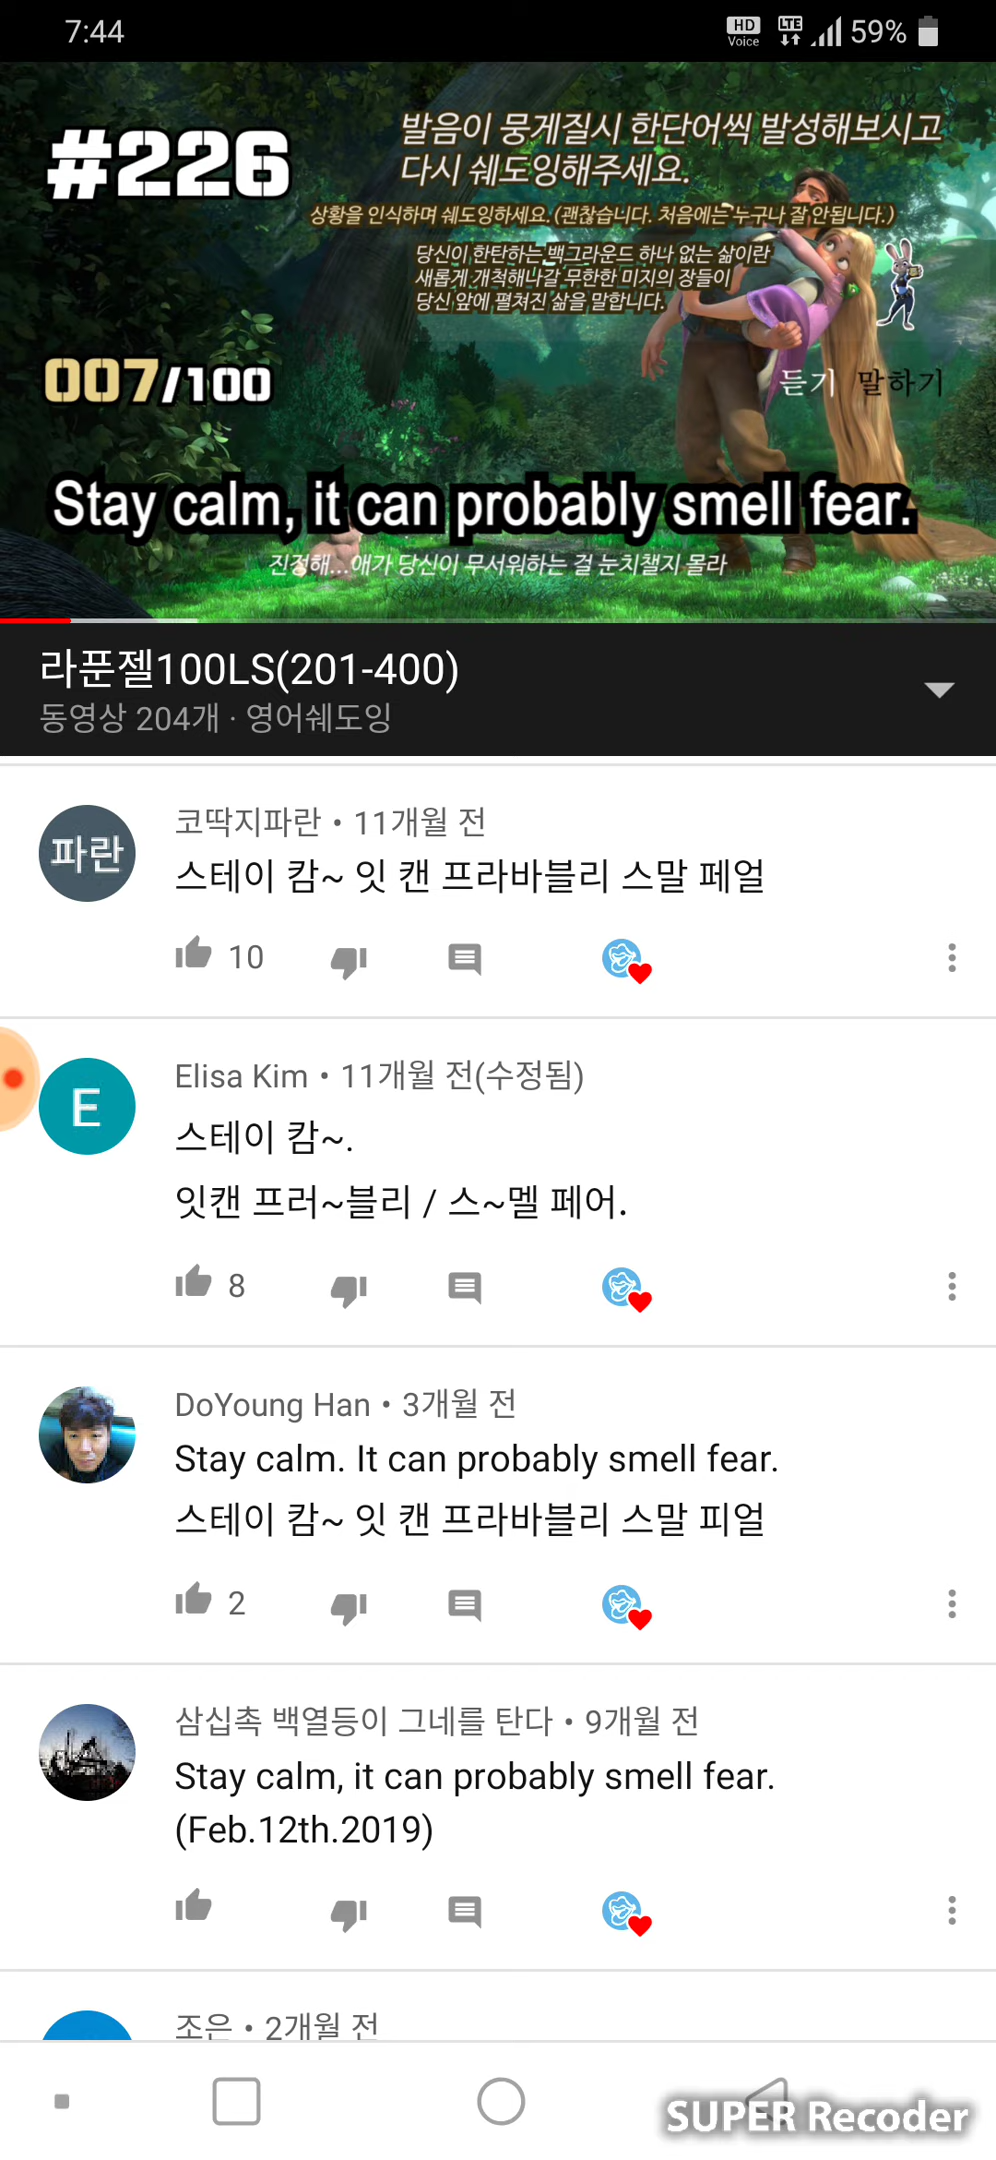 7:44
HD Voice LTE 59%
#226
발음이 뭉게질시 한단어씩 발성해보시고
다시 쉐도잉해주세요.
상황을 인식하며 쉐도잉하세요.(괜찮습니다. 처음에는 누구나 잘 안됩니다.)
당신이 한탄하는 백그라운드 하나 없는 삶이란
새롭게 개척해나갈 무한한 미지의 장들이
당신 앞에 펼쳐진 삶을 말합니다.
007/100
듣기 말하기
Stay calm, it can probably smell fear.
진정해...얘가 당신이 무서워하는 걸 눈치챌지 몰라
라푼젤100LS(201-400)
동영상 204개 · 영어쉐도잉
파란
코딱지파란 • 11개월 전
스테이 캄~ 잇 캔 프라바블리 스말 페얼
10
E
Elisa Kim • 11개월 전(수정됨)
스테이 캄~.
잇캔 프러~블리 / 스~멜 페어.
8
DoYoung Han • 3개월 전
Stay calm. It can probably smell fear.
스테이 캄~ 잇 캔 프라바블리 스말 피얼
2
삼십촉 백열등이 그네를 탄다 • 9개월 전
Stay calm, it can probably smell fear.
(Feb.12th.2019)
조은 • 2개월 전
SUPER Recoder